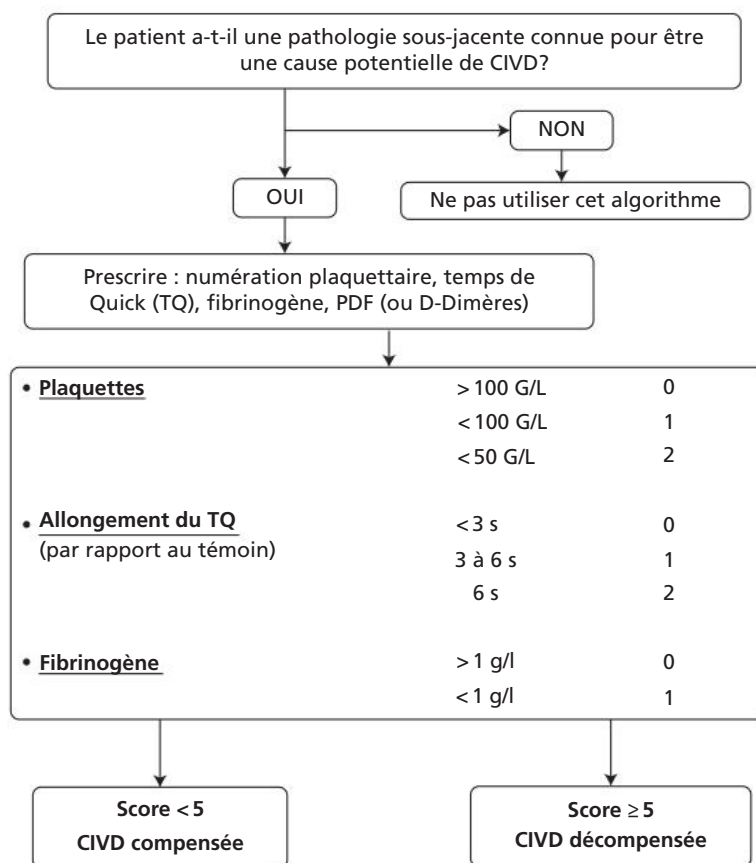 Le patient a-t-il une pathologie sous-jacente connue pour être
une cause potentielle de CIVD?
NON
OUI
Ne pas utiliser cet algorithme
Prescrire : numération plaquettaire, temps de
Quick (TQ), fibrinogène, PDF (ou D-Dimères)
• Plaquettes > 100 G/L 0
< 100 G/L 1
< 50 G/L 2
• Allongement du TQ < 3 s 0
(par rapport au témoin) 3 à 6 s 1
6 s 2
• Fibrinogène > 1 g/l 0
< 1 g/l 1
Score < 5
CIVD compensée
Score ≥ 5
CIVD décompensée